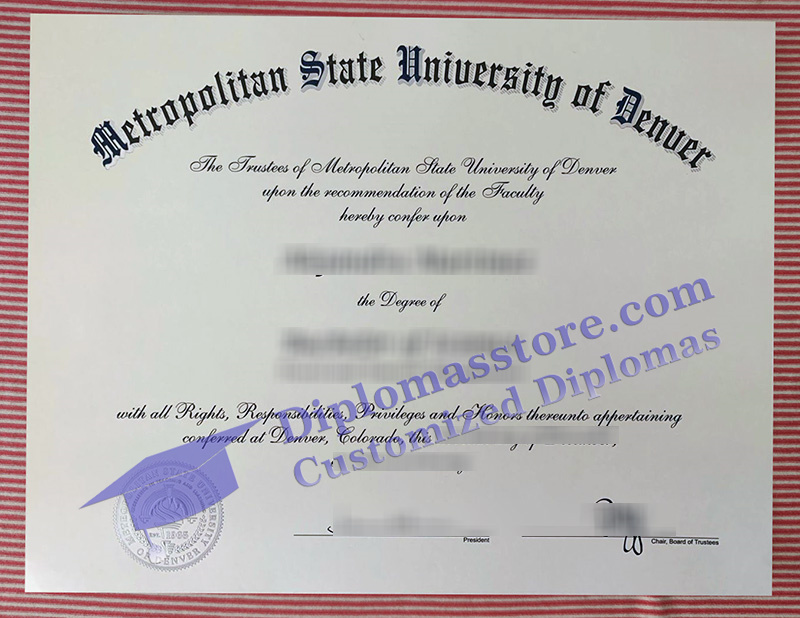 Metropolitan State University of Denver
The Trustees of Metropolitan State University of Denver
upon the recommendation of the Faculty
hereby confer upon
the Degree of
Diplomasstore.com
Customized Diplomas
with all Rights, Responsibilities, Privileges and Honors thereunto appertaining
conferred at Denver, Colorado, this
EST. 1965
OF DENVER
President
Chair, Board of Trustees